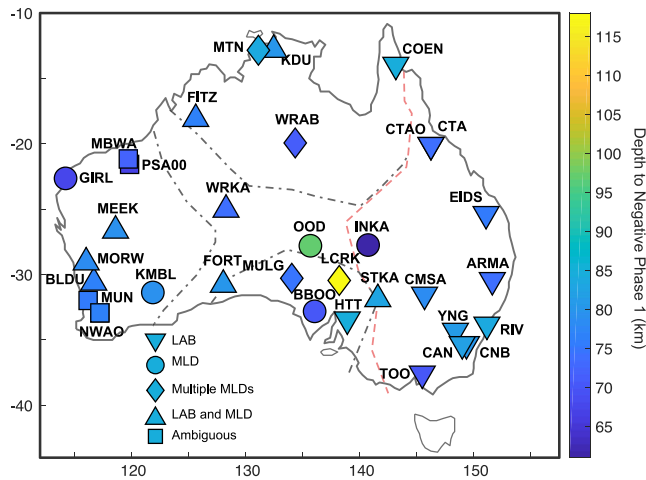 -10
-20
-30
-40
120
130
140
150
MTN
KDU
COEN
FITZ
WRAB
CTAO
CTA
MBWA
PSA00
GIRL
MEEK
WRKA
EIDS
OOD
INKA
MORW
FORT
MULG
LCRK
STKA
CMSA
ARMA
BLDU
KMBL
BBOO
HTT
MUN
NWAO
YNG
RIV
CAN
CNB
TOO
LAB
MLD
Multiple MLDs
LAB and MLD
Ambiguous
115
110
105
100
95
90
85
80
75
70
65
Depth to Negative Phase 1 (km)